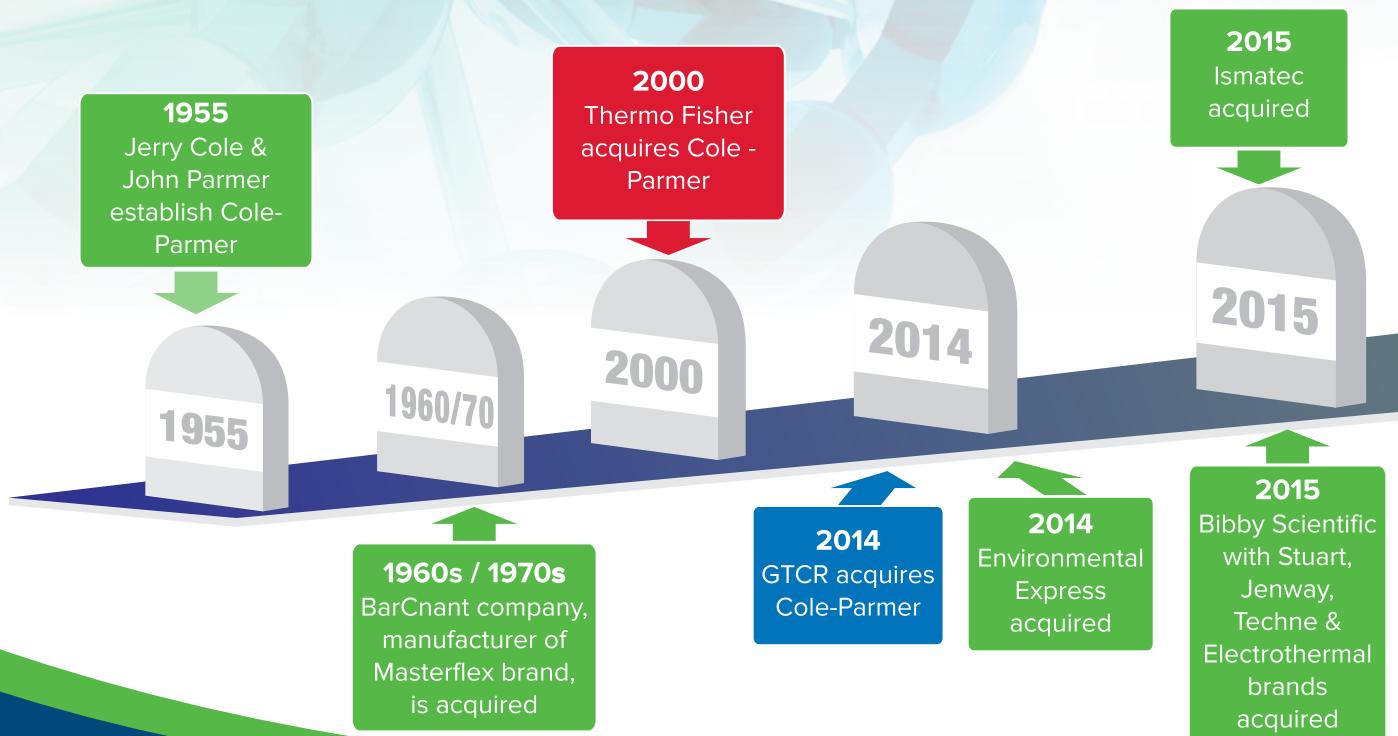 1955
Jerry Cole &
John Parmer
establish Cole-
Parmer
2000
Thermo Fisher
acquires Cole -
Parmer
2015
Ismatec
acquired
1955
1960/70
2000
2014
2015
1960s / 1970s
BarCnant company,
manufacturer of
Masterflex brand,
is acquired
2014
GTCR acquires
Cole-Parmer
2014
Environmental
Express
acquired
2015
Bibby Scientific
with Stuart,
Jenway,
Techne &
Electrothermal
brands
acquired